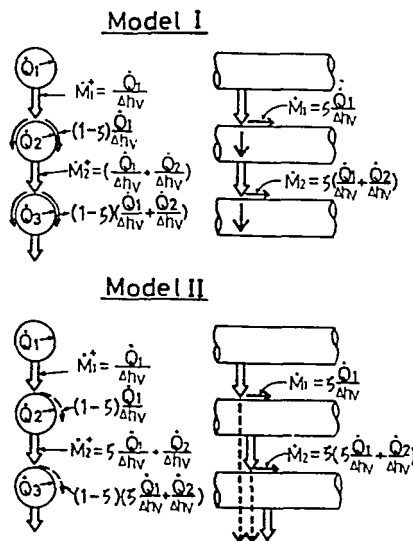 Model I
Q̇1
Ṁ1⁺ = Q̇1/Δhv
Ṁ1 = ζ Q̇1/Δhv
Q̇2
(1-ζ) Q̇1/Δhv
Ṁ2⁺ = (Q̇1/Δhv + Q̇2/Δhv)
Ṁ2 = ζ(Q̇1/Δhv + Q̇2/Δhv)
Q̇3
(1-ζ)(Q̇1/Δhv + Q̇2/Δhv)
Model II
Q̇1
Ṁ1⁺ = Q̇1/Δhv
Ṁ1 = ζ Q̇1/Δhv
Q̇2
(1-ζ) Q̇1/Δhv
Ṁ2⁺ = ζ Q̇1/Δhv + Q̇2/Δhv
Ṁ2 = ζ(ζ Q̇1/Δhv + Q̇2/Δhv)
Q̇3
(1-ζ)(ζ Q̇1/Δhv + Q̇2/Δhv)